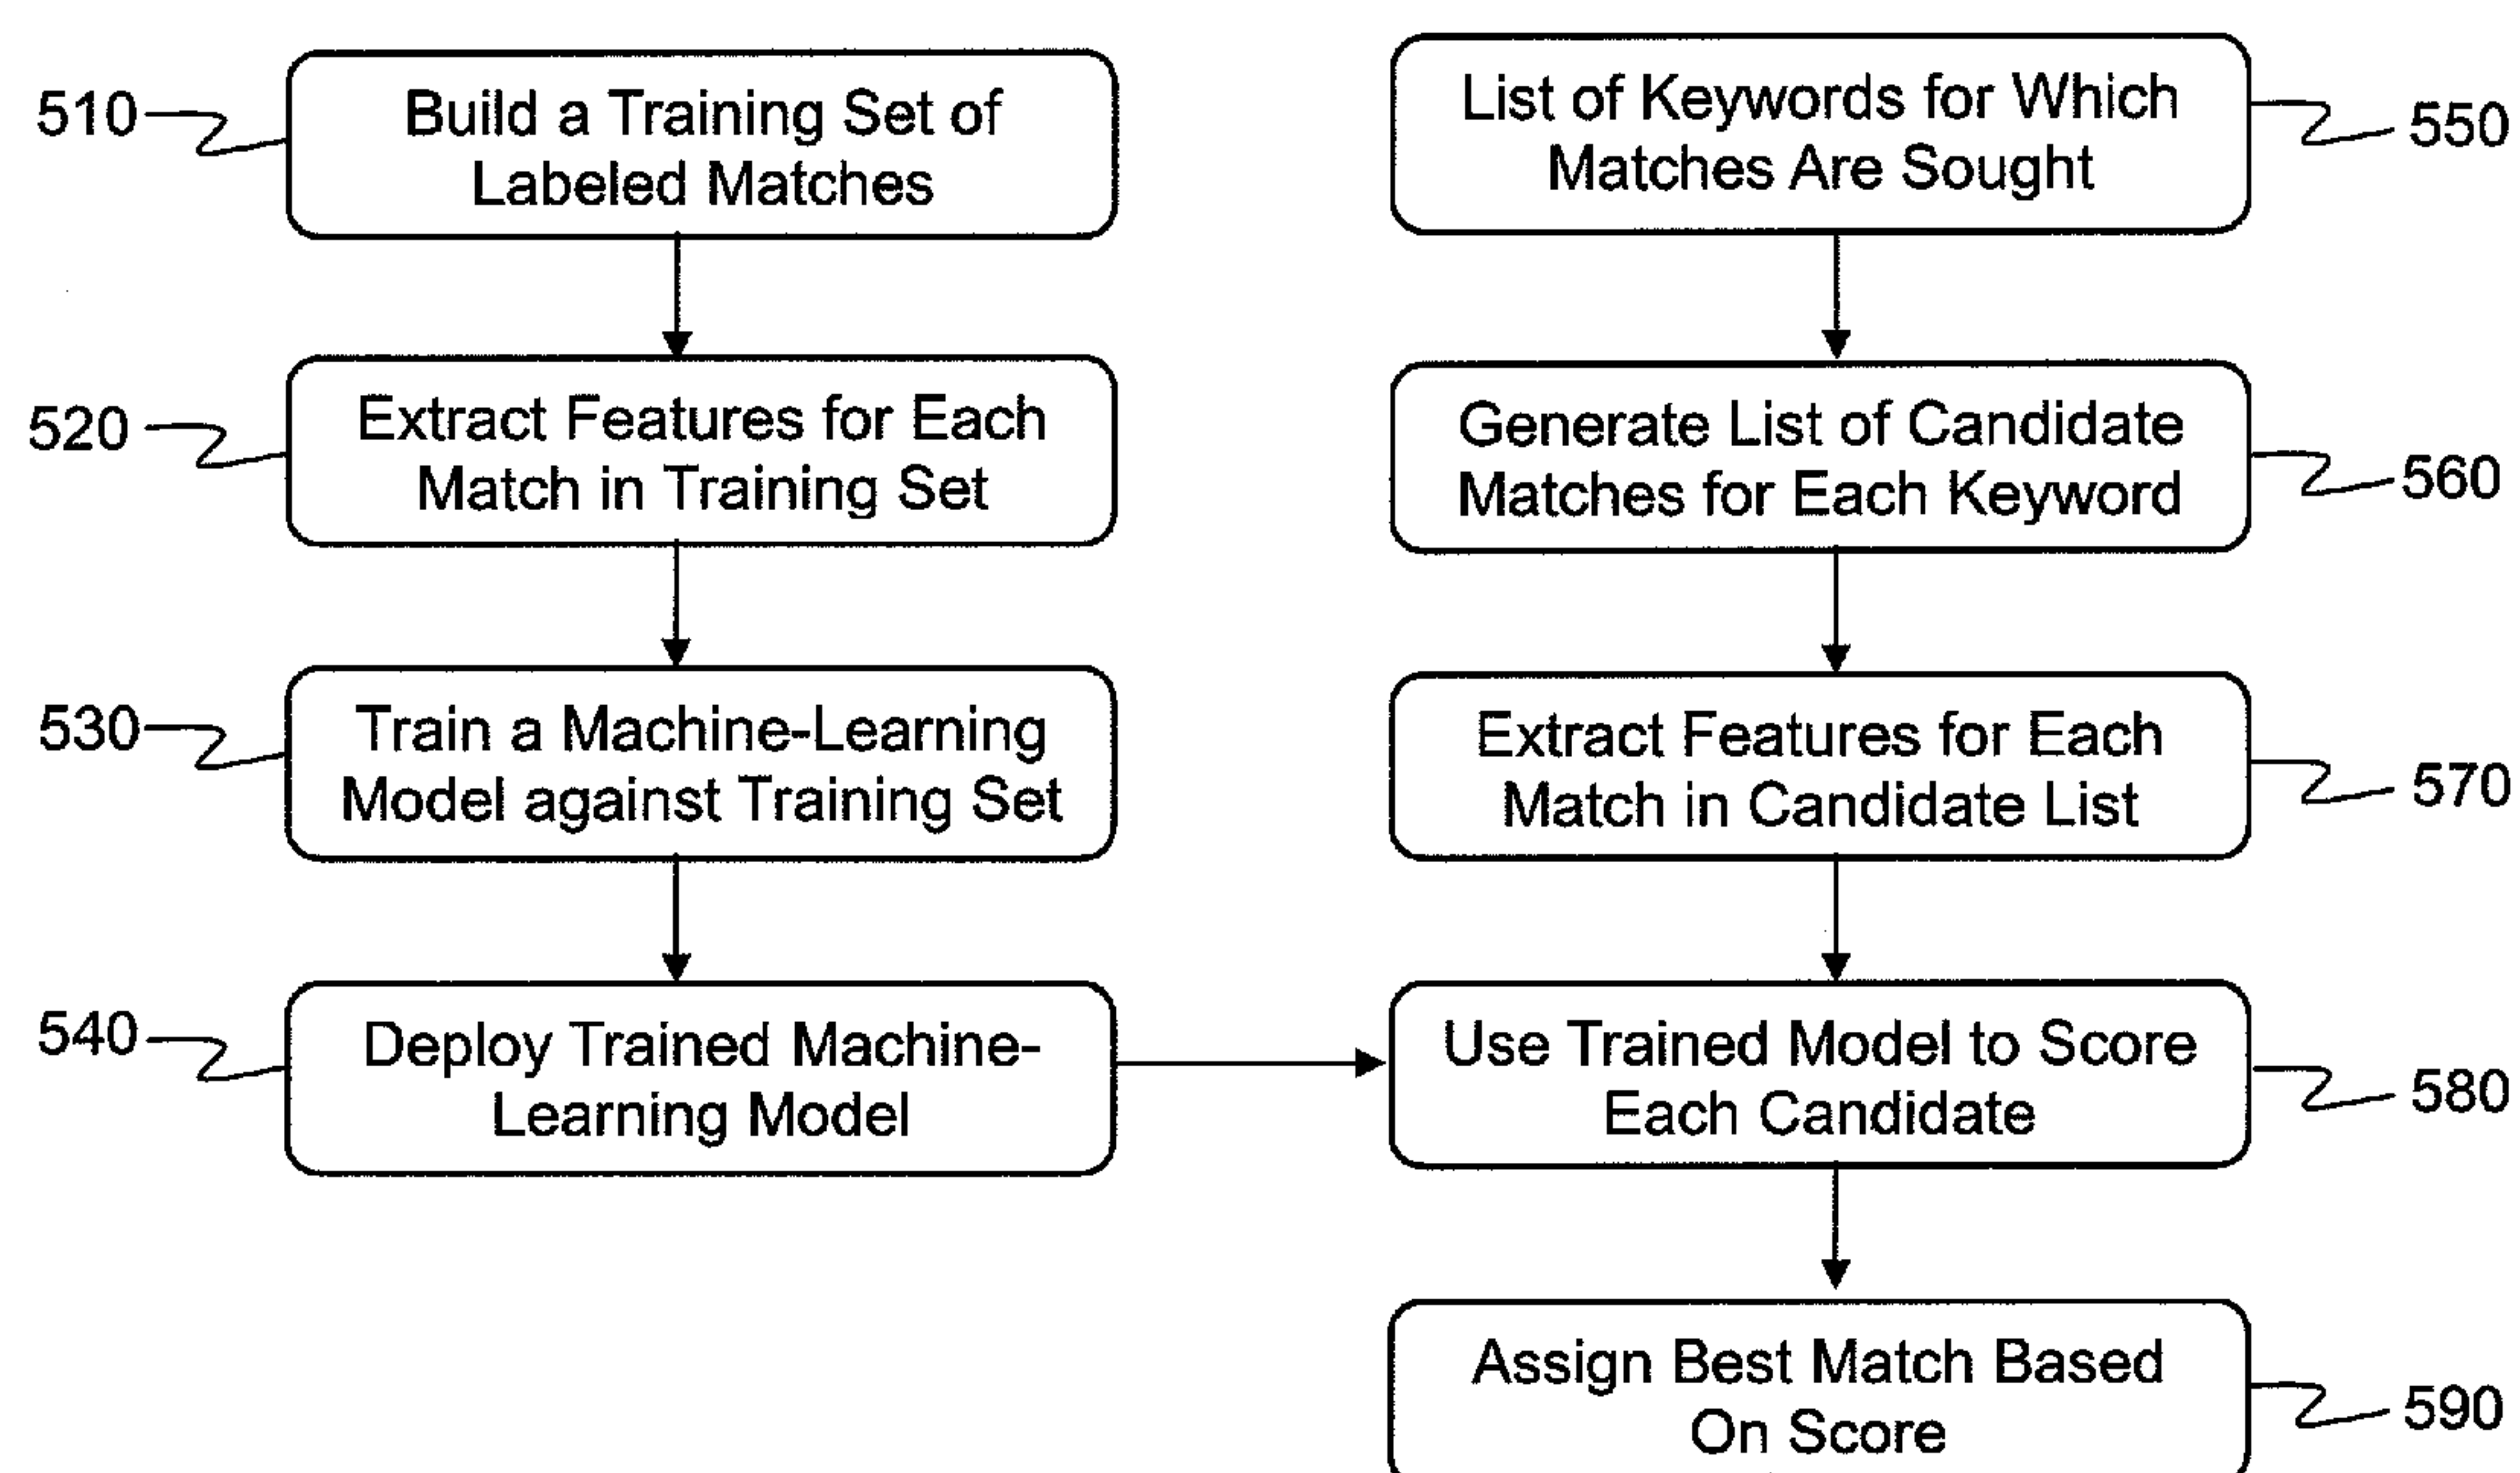 510
Build a Training Set of
Labeled Matches
520
Extract Features for Each
Match in Training Set
530
Train a Machine-Learning
Model against Training Set
540
Deploy Trained Machine-
Learning Model
List of Keywords for Which
Matches Are Sought
550
Generate List of Candidate
Matches for Each Keyword
560
Extract Features for Each
Match in Candidate List
570
Use Trained Model to Score
Each Candidate
580
Assign Best Match Based
On Score
590